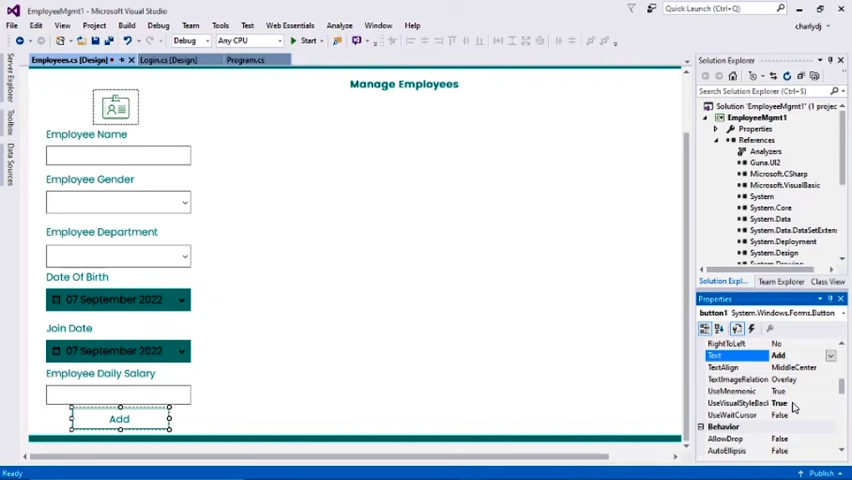 EmployeeMgmt1 - Microsoft Visual Studio
Quick Launch (Ctrl+Q)
File Edit View Project Build Debug Team Tools Test Web Essentials Analyze Window Help
charlydj
Debug Any CPU Start
Employees.cs [Design]* Login.cs [Design] Program.cs
Server Explorer
Toolbox
Data Sources
Manage Employees
Employee Name
Employee Gender
Employee Department
Date Of Birth
07 September 2022
Join Date
07 September 2022
Employee Daily Salary
Add
Solution Explorer
Search Solution Explorer (Ctrl+
Solution 'EmployeeMgmt1' (1 projec
EmployeeMgmt1
Properties
References
Analyzers
Guna.UI2
Microsoft.CSharp
Microsoft.VisualBasic
System
System.Core
System.Data
System.Data.DataSetExten
System.Deployment
System.Design
System.Drawing
Solution Expl... Team Explorer Class View
Properties
button1 System.Windows.Forms.Button
RightToLeft No
Text Add
TextAlign MiddleCenter
TextImageRelation Overlay
UseMnemonic True
UseVisualStyleBack True
UseWaitCursor False
Behavior
AllowDrop False
AutoEllipsis False
Ready
Publish